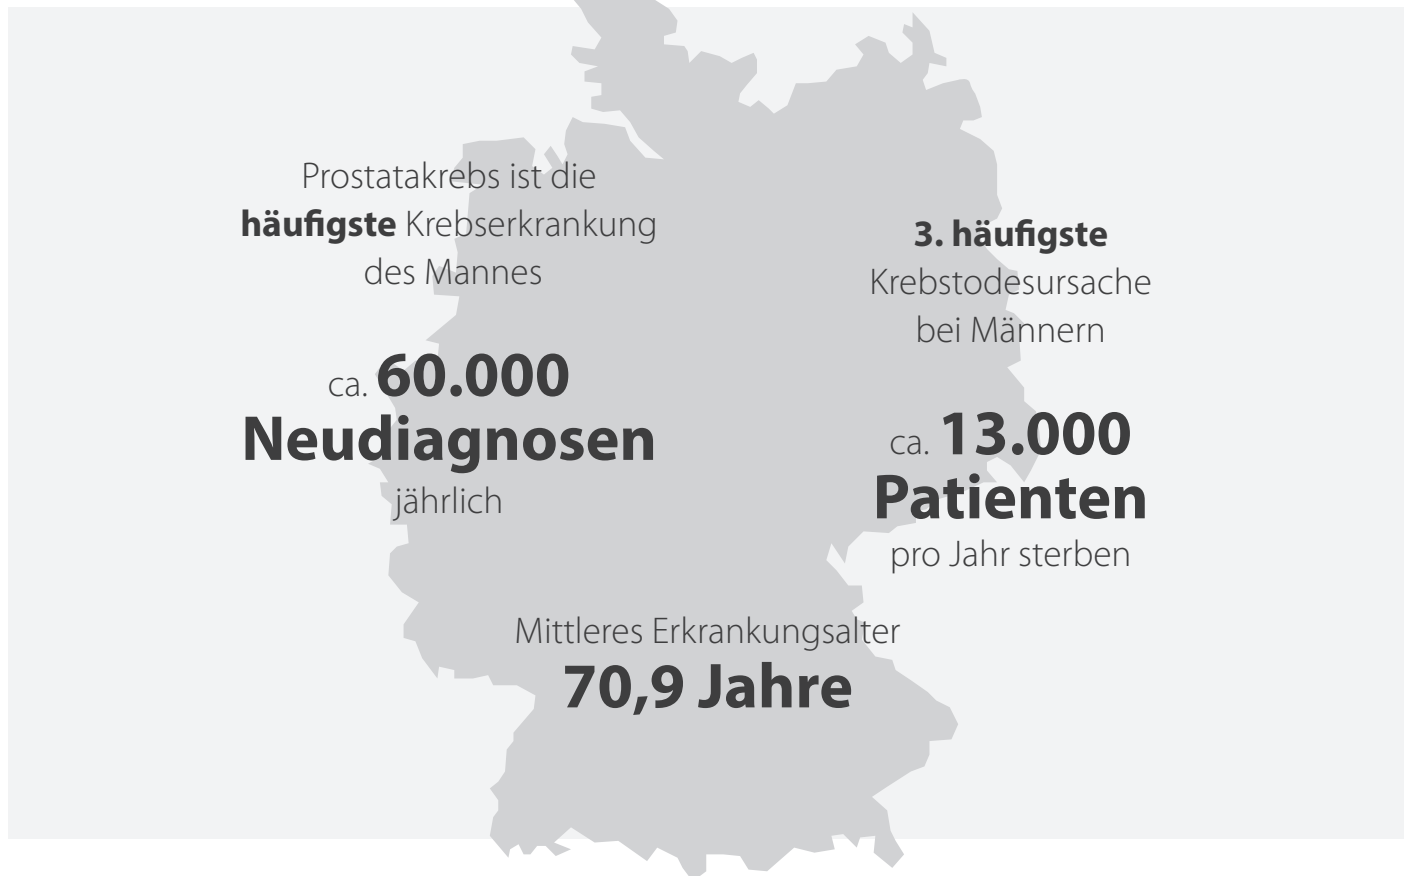 Prostatakrebs ist die
häufigste Krebserkrankung
des Mannes
ca. 60.000
Neudiagnosen
jährlich
3. häufigste
Krebstodesursache
bei Männern
ca. 13.000
Patienten
pro Jahr sterben
Mittleres Erkrankungsalter
70,9 Jahre